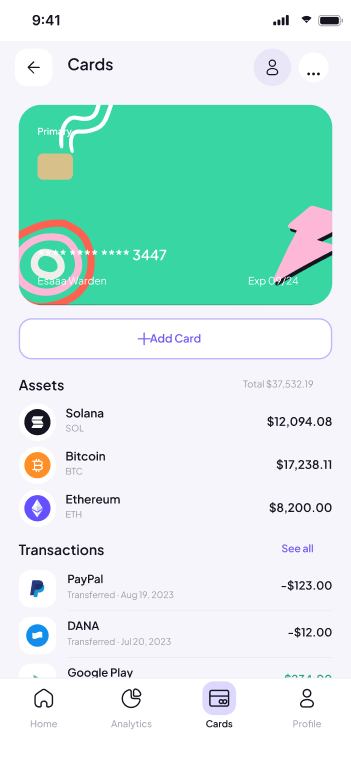 9:41
Cards
...
Primary
**** **** **** 3447
Esaaa Warden
Exp 09/24
+Add Card
Assets
Total $37,532.19
Solana
$12,094.08
SOL
Bitcoin
$17,238.11
BTC
Ethereum
$8,200.00
ETH
Transactions
See all
PayPal
-$123.00
Transferred · Aug 19, 2023
DANA
-$12.00
Transferred · Jul 20, 2023
Google Play
Home
Analytics
Cards
Profile